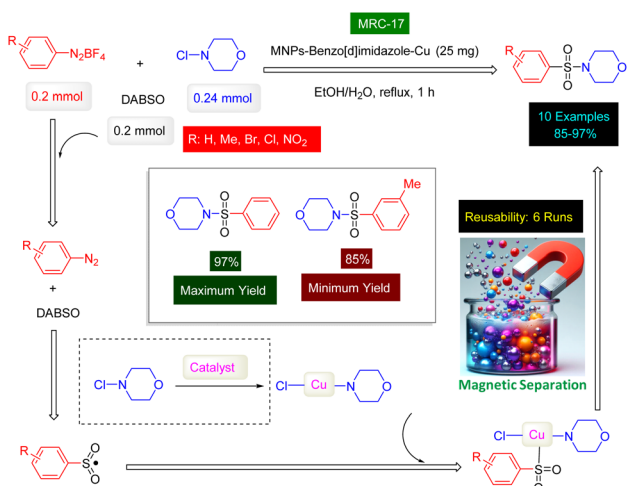 MRC-17
R
N₂BF₄
+
Cl
N
O
MNPs-Benzo[d]imidazole-Cu (25 mg)
EtOH/H₂O, reflux, 1 h
R
O
S
O
N
O
0.2 mmol
DABSO
0.24 mmol
0.2 mmol
R: H, Me, Br, Cl, NO₂
10 Examples
85-97%
O
N
S
O
O
O
N
S
O
O
Me
97%
Maximum Yield
85%
Minimum Yield
Reusability: 6 Runs
Magnetic Separation
R
N₂
+
DABSO
Cl
N
O
Catalyst
Cl
Cu
N
O
R
S
O
O
•
Cl
Cu
N
O
R
S
O
O